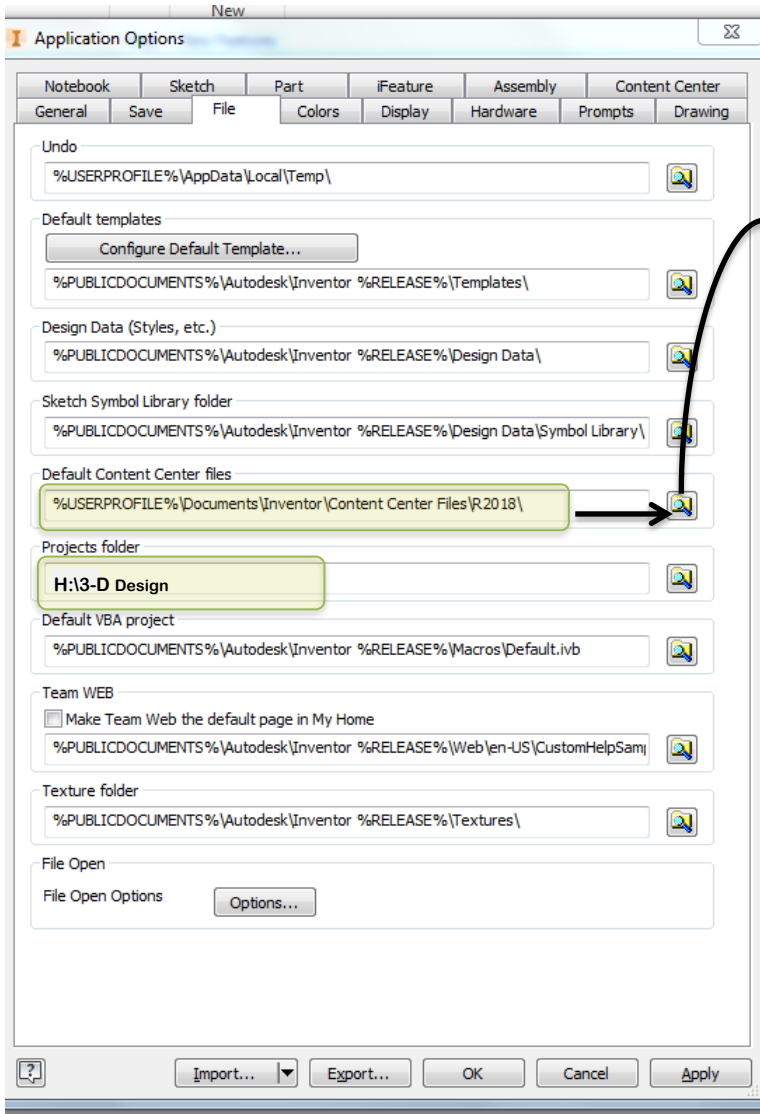 New
Application Options
Notebook Sketch Part iFeature Assembly Content Center
General Save File Colors Display Hardware Prompts Drawing
Undo
%USERPROFILE%\AppData\Local\Temp\
Default templates
Configure Default Template...
%PUBLICDOCUMENTS%\Autodesk\Inventor %RELEASE%\Templates\
Design Data (Styles, etc.)
%PUBLICDOCUMENTS%\Autodesk\Inventor %RELEASE%\Design Data\
Sketch Symbol Library folder
%PUBLICDOCUMENTS%\Autodesk\Inventor %RELEASE%\Design Data\Symbol Library\
Default Content Center files
%USERPROFILE%\Documents\Inventor\Content Center Files\R2018\
Projects folder
H:\3-D Design
Default VBA project
%PUBLICDOCUMENTS%\Autodesk\Inventor %RELEASE%\Macros\Default.ivb
Team WEB
Make Team Web the default page in My Home
%PUBLICDOCUMENTS%\Autodesk\Inventor %RELEASE%\Web\en-US\CustomHelpSam
Texture folder
%PUBLICDOCUMENTS%\Autodesk\Inventor %RELEASE%\Textures\
File Open
File Open Options Options...
? Import... Export... OK Cancel Apply